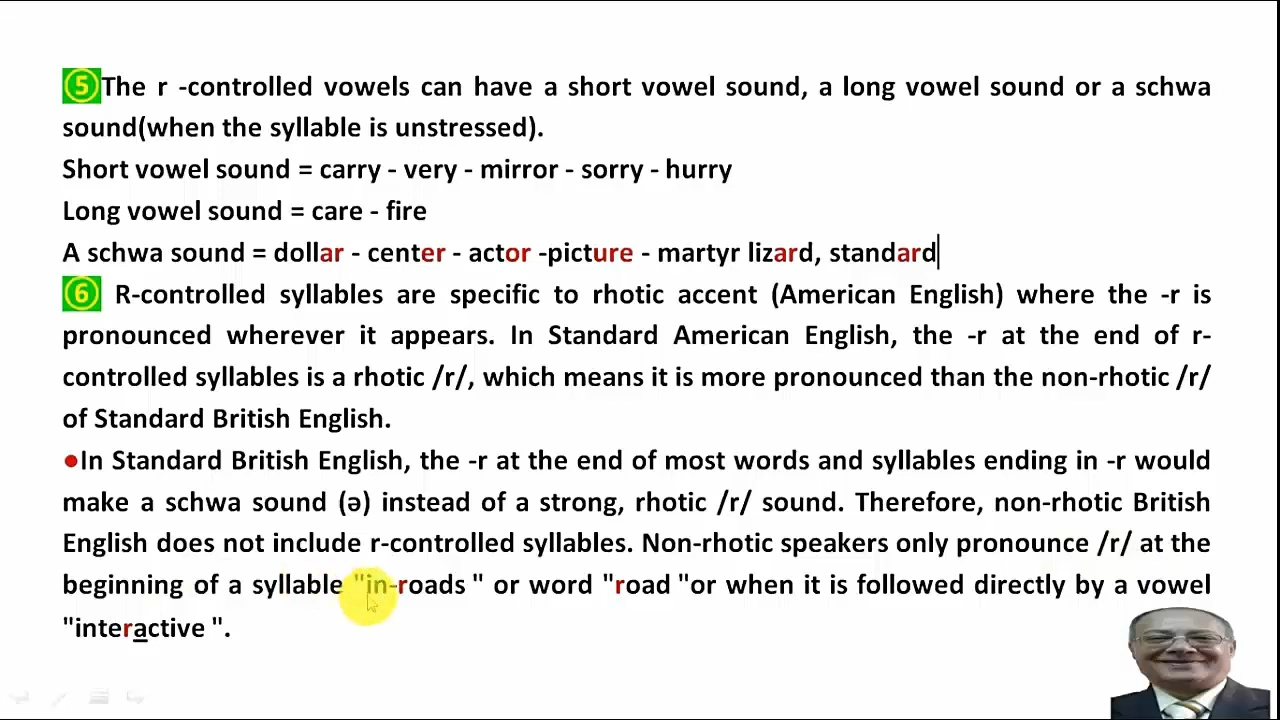 5 The r -controlled vowels can have a short vowel sound, a long vowel sound or a schwa
sound(when the syllable is unstressed).
Short vowel sound = carry - very - mirror - sorry - hurry
Long vowel sound = care - fire
A schwa sound = dollar - center - actor -picture - martyr lizard, standard
6 R-controlled syllables are specific to rhotic accent (American English) where the -r is
pronounced wherever it appears. In Standard American English, the -r at the end of r-
controlled syllables is a rhotic /r/, which means it is more pronounced than the non-rhotic /r/
of Standard British English.
●In Standard British English, the -r at the end of most words and syllables ending in -r would
make a schwa sound (ə) instead of a strong, rhotic /r/ sound. Therefore, non-rhotic British
English does not include r-controlled syllables. Non-rhotic speakers only pronounce /r/ at the
beginning of a syllable "in-roads " or word "road "or when it is followed directly by a vowel
"interactive ".